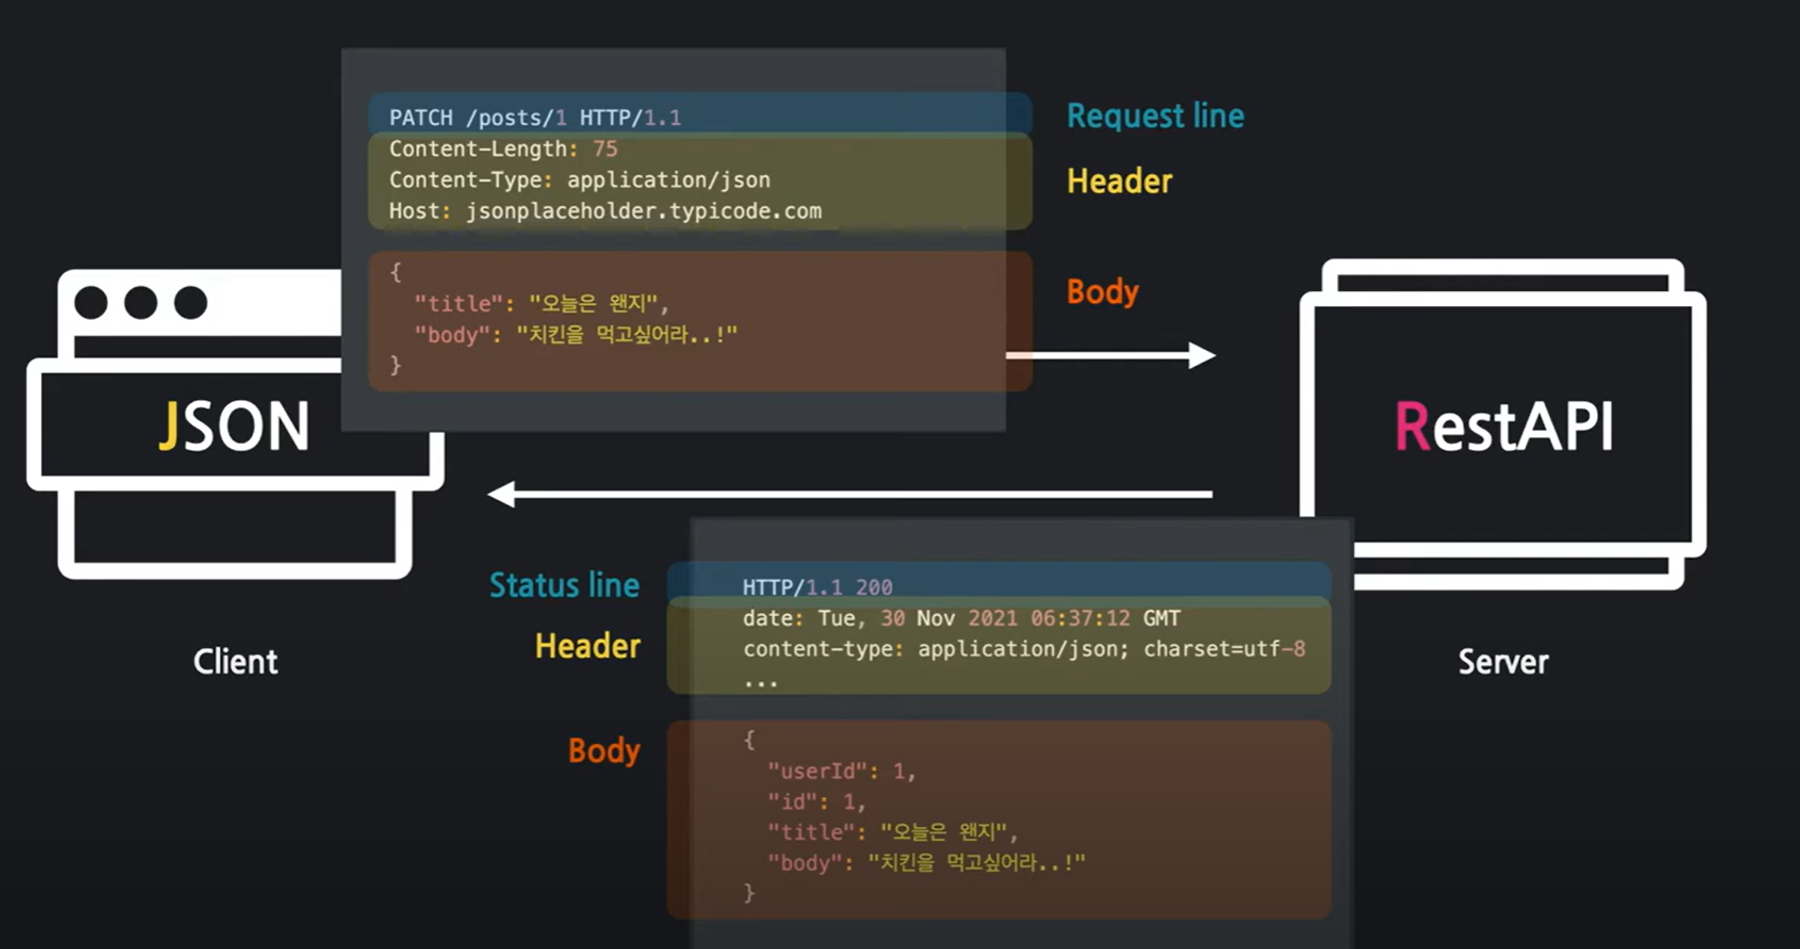 PATCH /posts/1 HTTP/1.1
Request line
Content-Length: 75
Content-Type: application/json
Header
Host: jsonplaceholder.typicode.com
{
"title": "오늘은 왠지",
"body": "치킨을 먹고싶어라..!"
}
Body
JSON
RestAPI
Client
Server
Status line
HTTP/1.1 200
Header
date: Tue, 30 Nov 2021 06:37:12 GMT
content-type: application/json; charset=utf-8
...
Body
{
"userId": 1,
"id": 1,
"title": "오늘은 왠지",
"body": "치킨을 먹고싶어라..!"
}